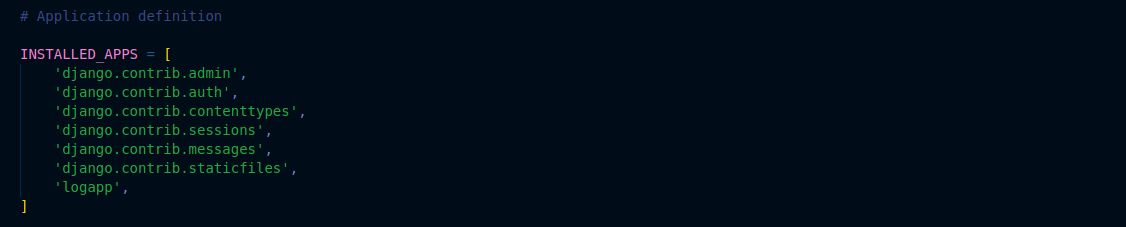 # Application definition
INSTALLED_APPS = [
'django.contrib.admin',
'django.contrib.auth',
'django.contrib.contenttypes',
'django.contrib.sessions',
'django.contrib.messages',
'django.contrib.staticfiles',
'logapp',
]